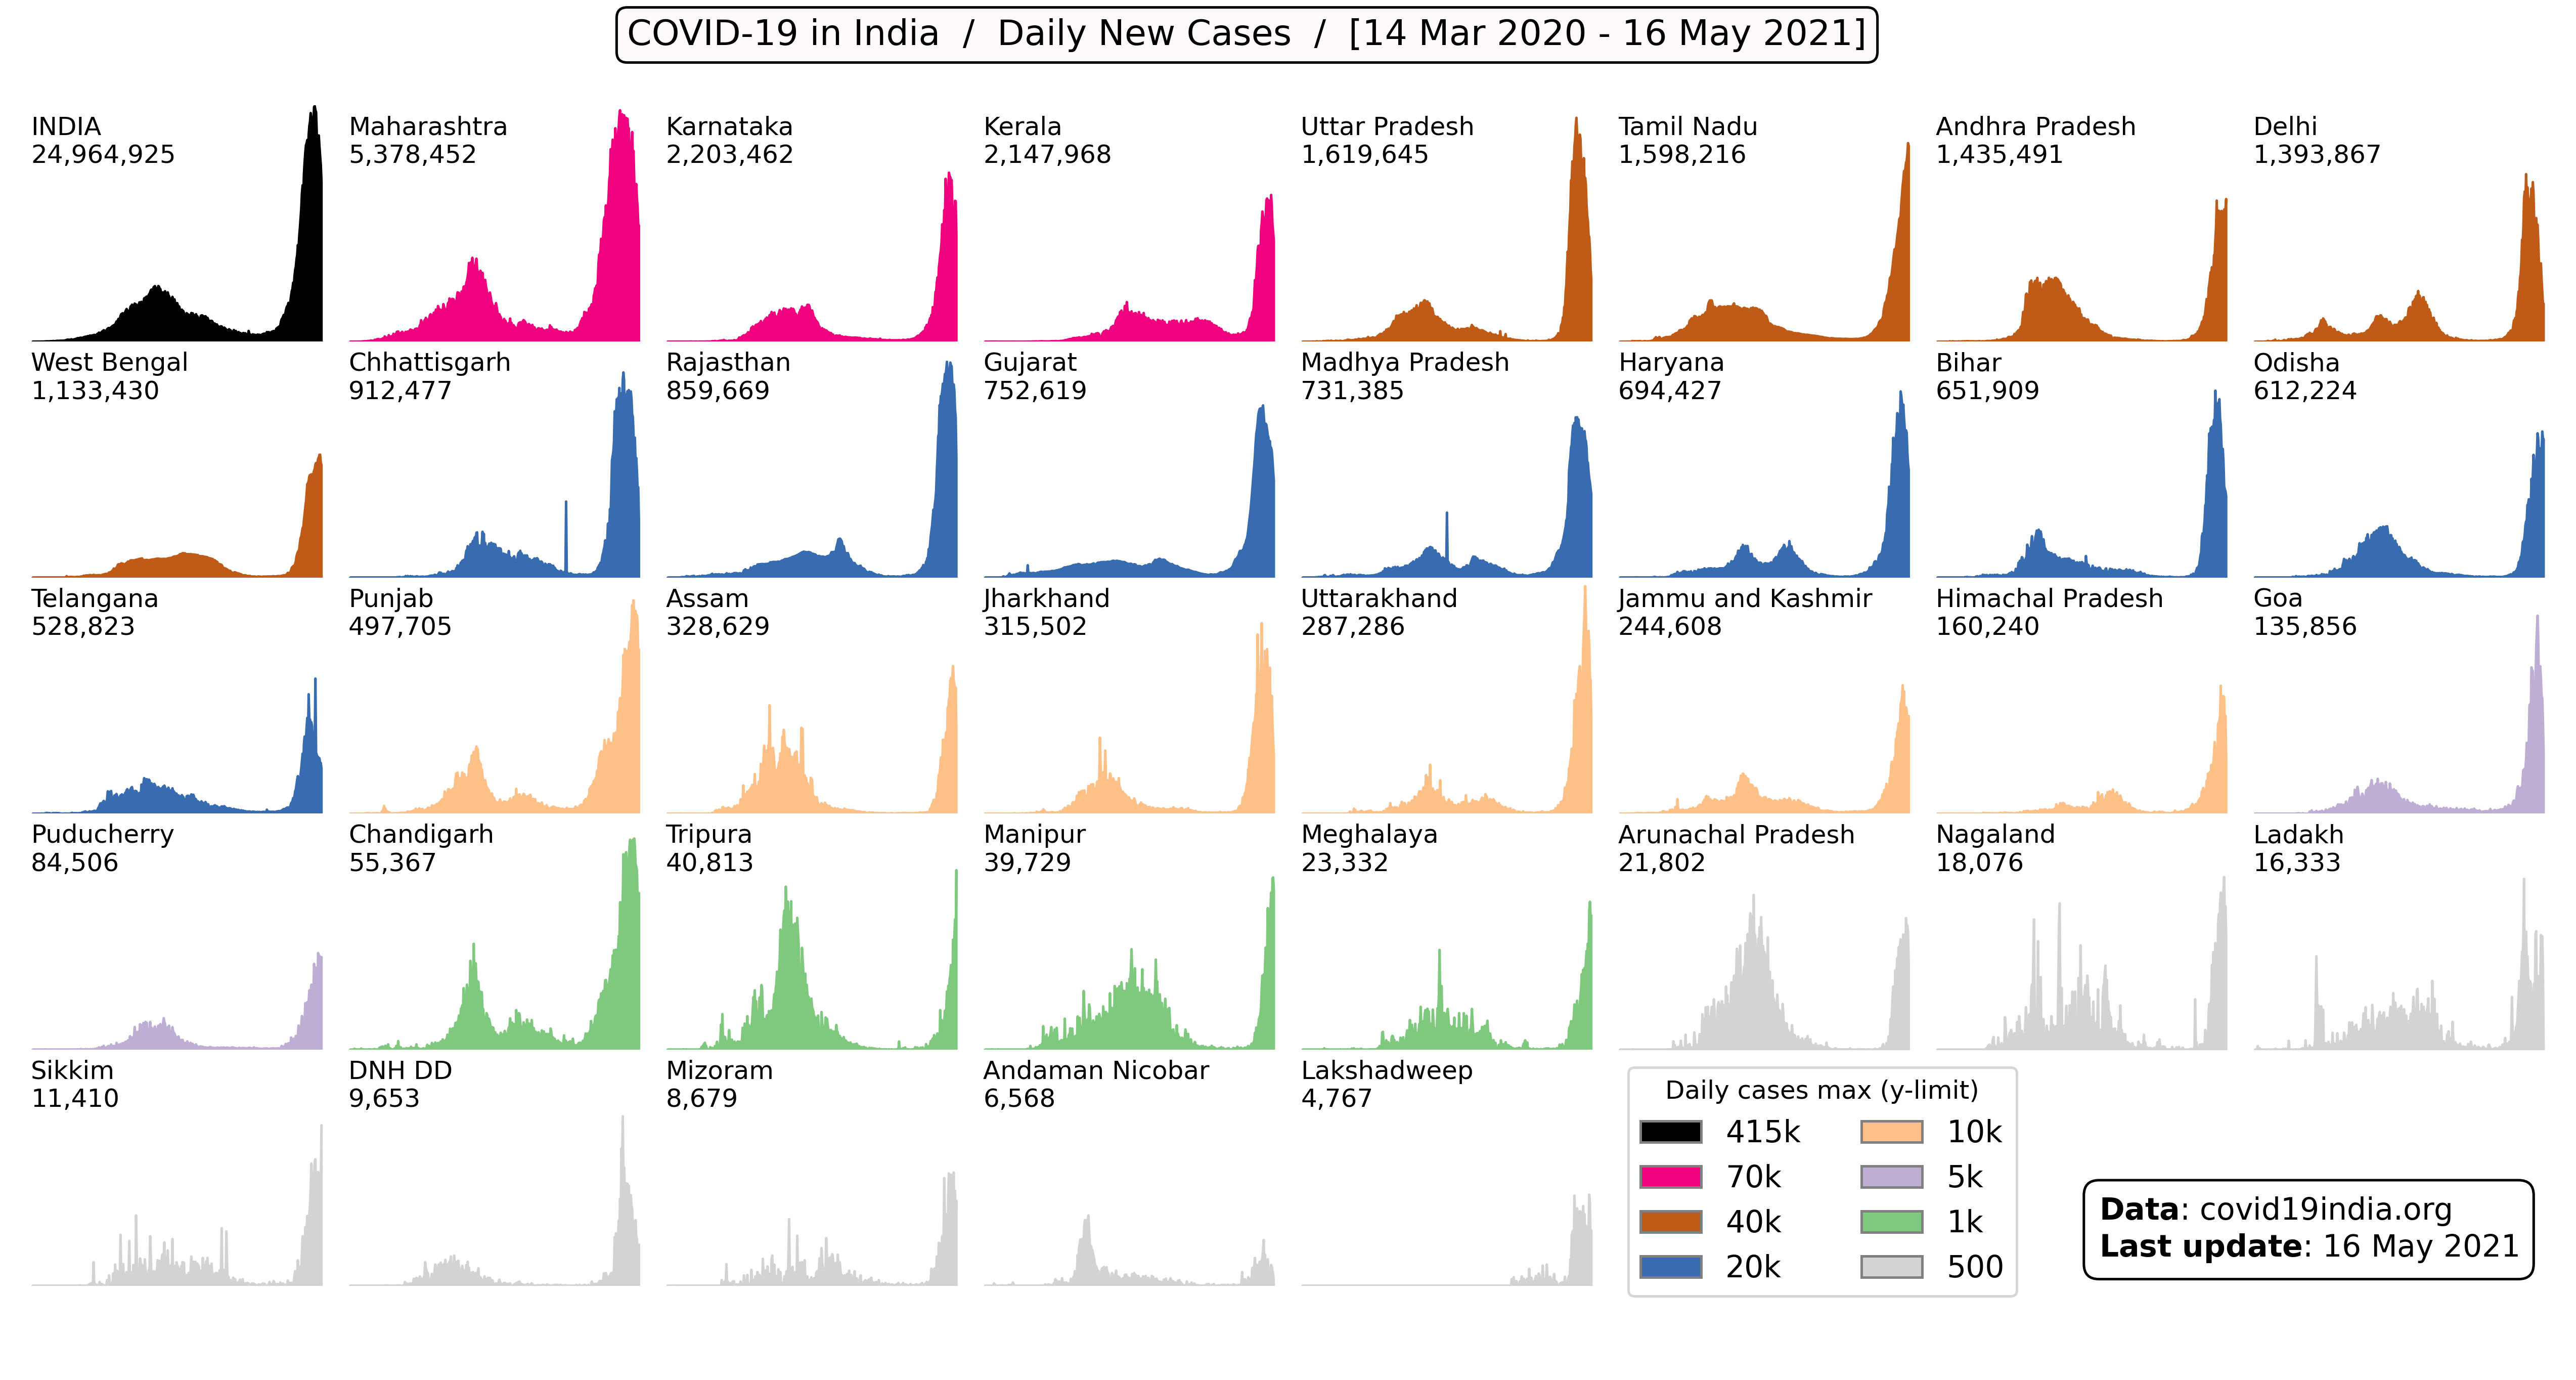 COVID-19 in India / Daily New Cases / [14 Mar 2020 - 16 May 2021]
INDIA
24,964,925
Maharashtra
5,378,452
Karnataka
2,203,462
Kerala
2,147,968
Uttar Pradesh
1,619,645
Tamil Nadu
1,598,216
Andhra Pradesh
1,435,491
Delhi
1,393,867
West Bengal
1,133,430
Chhattisgarh
912,477
Rajasthan
859,669
Gujarat
752,619
Madhya Pradesh
731,385
Haryana
694,427
Bihar
651,909
Odisha
612,224
Telangana
528,823
Punjab
497,705
Assam
328,629
Jharkhand
315,502
Uttarakhand
287,286
Jammu and Kashmir
244,608
Himachal Pradesh
160,240
Goa
135,856
Puducherry
84,506
Chandigarh
55,367
Tripura
40,813
Manipur
39,729
Meghalaya
23,332
Arunachal Pradesh
21,802
Nagaland
18,076
Ladakh
16,333
Sikkim
11,410
DNH DD
9,653
Mizoram
8,679
Andaman Nicobar
6,568
Lakshadweep
4,767
Daily cases max (y-limit)
415k
70k
40k
20k
10k
5k
1k
500
Data: covid19india.org
Last update: 16 May 2021